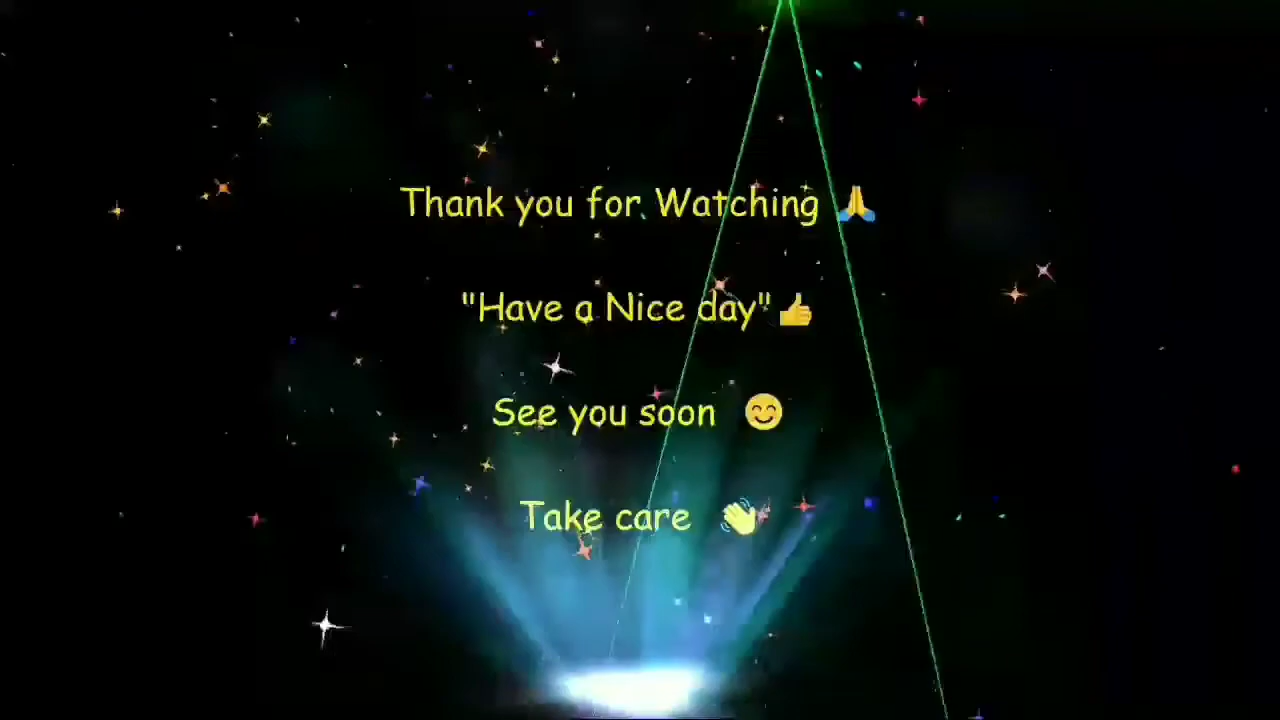 Thank you for Watching 🙏
"Have a Nice day" 👍
See you soon 😊
Take care 👋